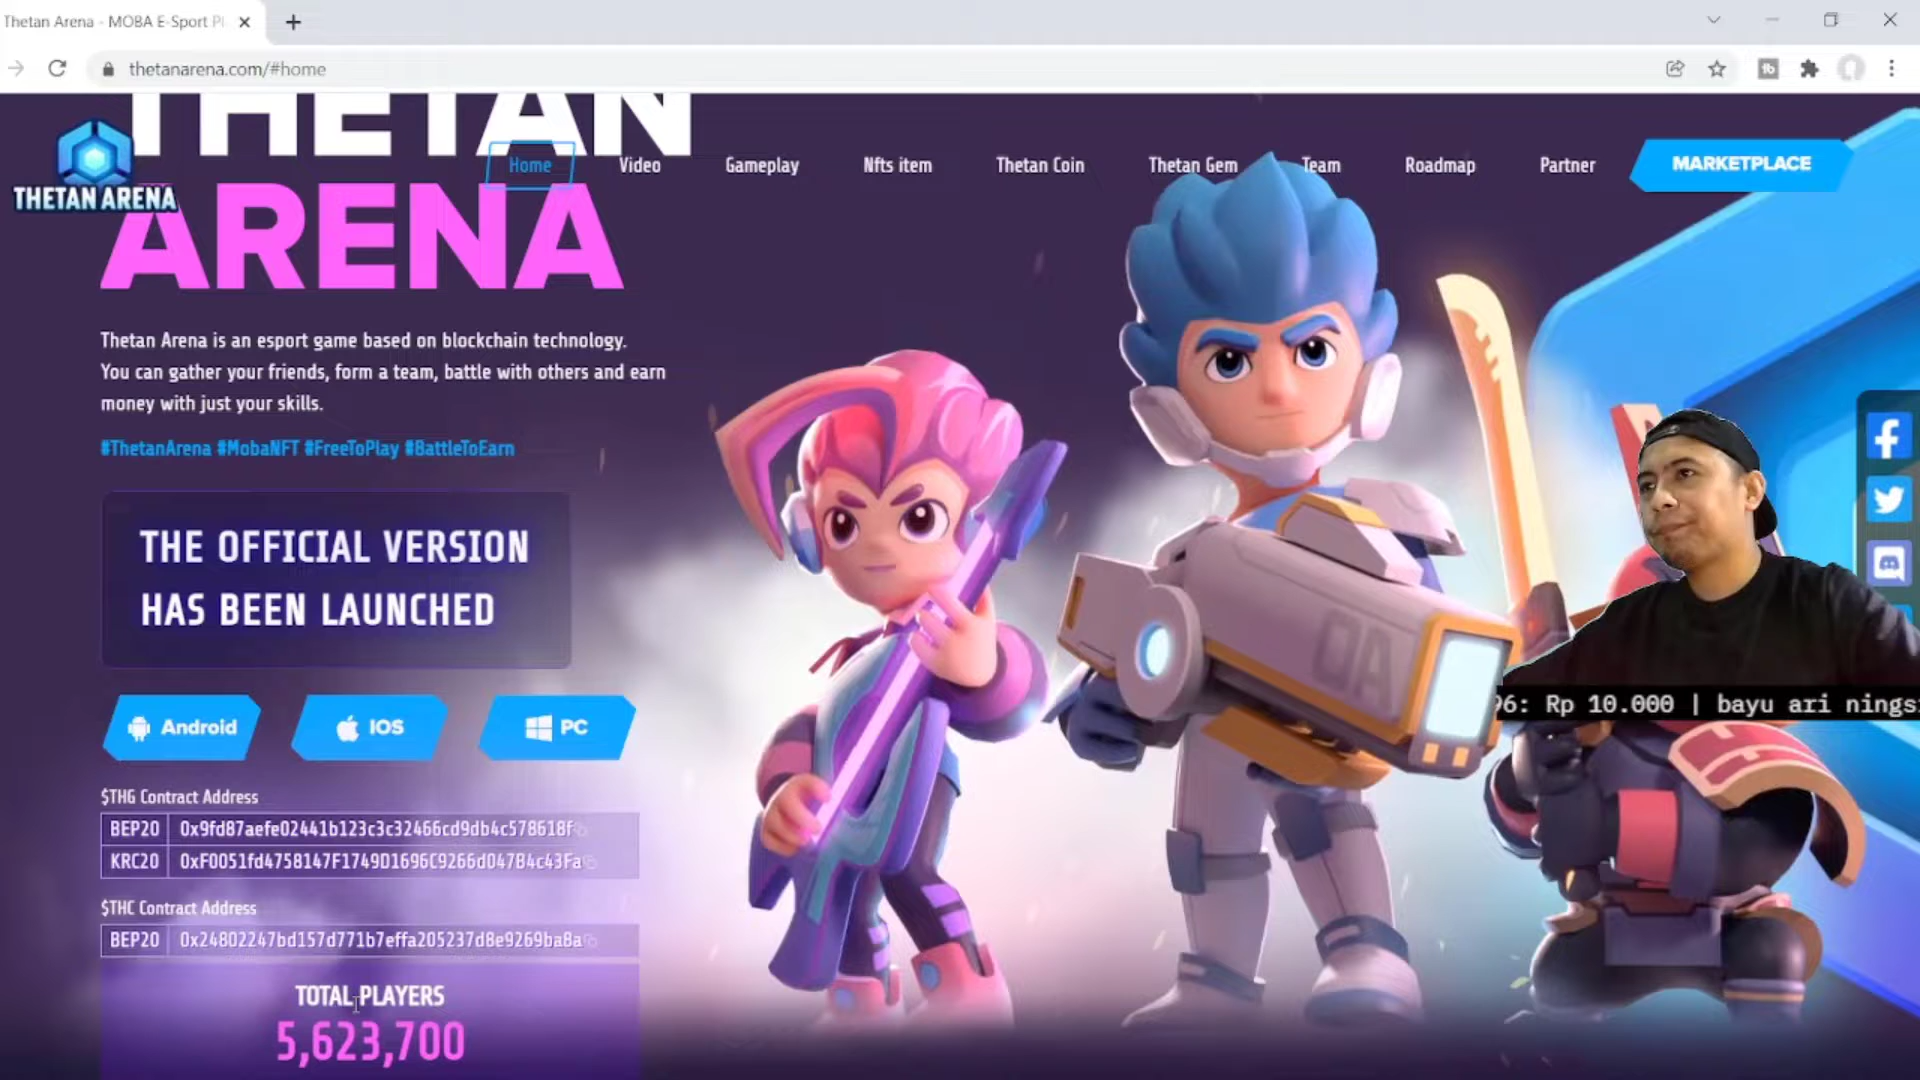 Thetan Arena - MOBA E-Sport Pl
thetanarena.com/#home
THETAN
ARENA
THETAN ARENA
Home
Video
Gameplay
Nfts item
Thetan Coin
Thetan Gem
Team
Roadmap
Partner
MARKETPLACE
Thetan Arena is an esport game based on blockchain technology.
You can gather your friends, form a team, battle with others and earn
money with just your skills.
#ThetanArena #MobaNFT #FreeToPlay #BattleToEarn
THE OFFICIAL VERSION
HAS BEEN LAUNCHED
Android
IOS
PC
QA
96: Rp 10.000 | bayu ari nings
$THG Contract Address
BEP20 0x9fd87aefe02441b123c3c32466cd9db4c578618f
KRC20 0xF0051fd4758147F1749D1696C9266d047B4c43Fa
$THC Contract Address
BEP20 0x24802247bd157d771b7effa205237d8e9269ba8a
TOTAL PLAYERS
5,623,700